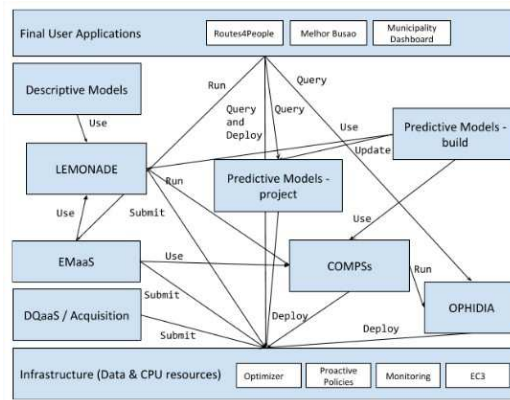 Final User Applications
Routes4People
Melhor Busao
Municipality
Dashboard
Descriptive Models
Run
Query
and
Deploy
Query
Query
Use
Use
Update
Predictive Models -
build
LEMONADE
Run
Predictive Models -
project
Use
Submit
Use
EMaaS
Use
COMPSs
Run
Submit
DQaaS / Acquisition
Submit
Deploy
OPHIDIA
Deploy
Infrastructure (Data & CPU resources)
Optimizer
Proactive
Policies
Monitoring
EC3